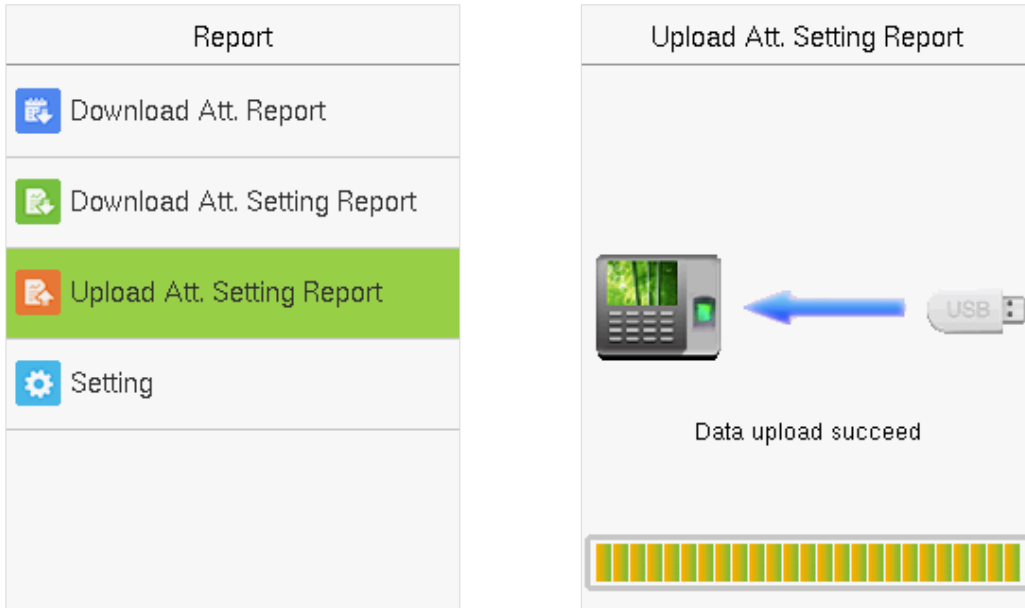 Report
Download Att. Report
Download Att. Setting Report
Upload Att. Setting Report
Setting
Upload Att. Setting Report
USB
Data upload succeed